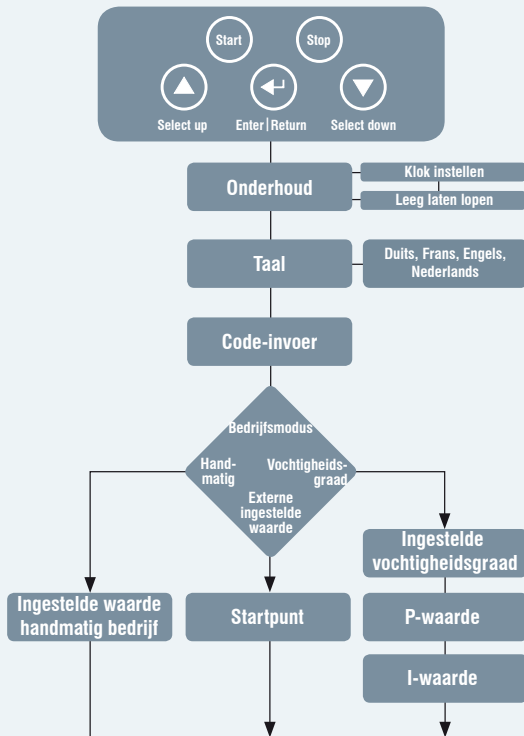 Start
Stop
Select up
Enter|Return
Select down
Onderhoud
Klok instellen
Leeg laten lopen
Taal
Duits, Frans, Engels,
Nederlands
Code-invoer
Bedrijfsmodus
Hand-
matig
Vochtigheids-
graad
Externe
ingestelde
waarde
Ingestelde
vochtigheidsgraad
Ingestelde waarde
handmatig bedrijf
Startpunt
P-waarde
I-waarde